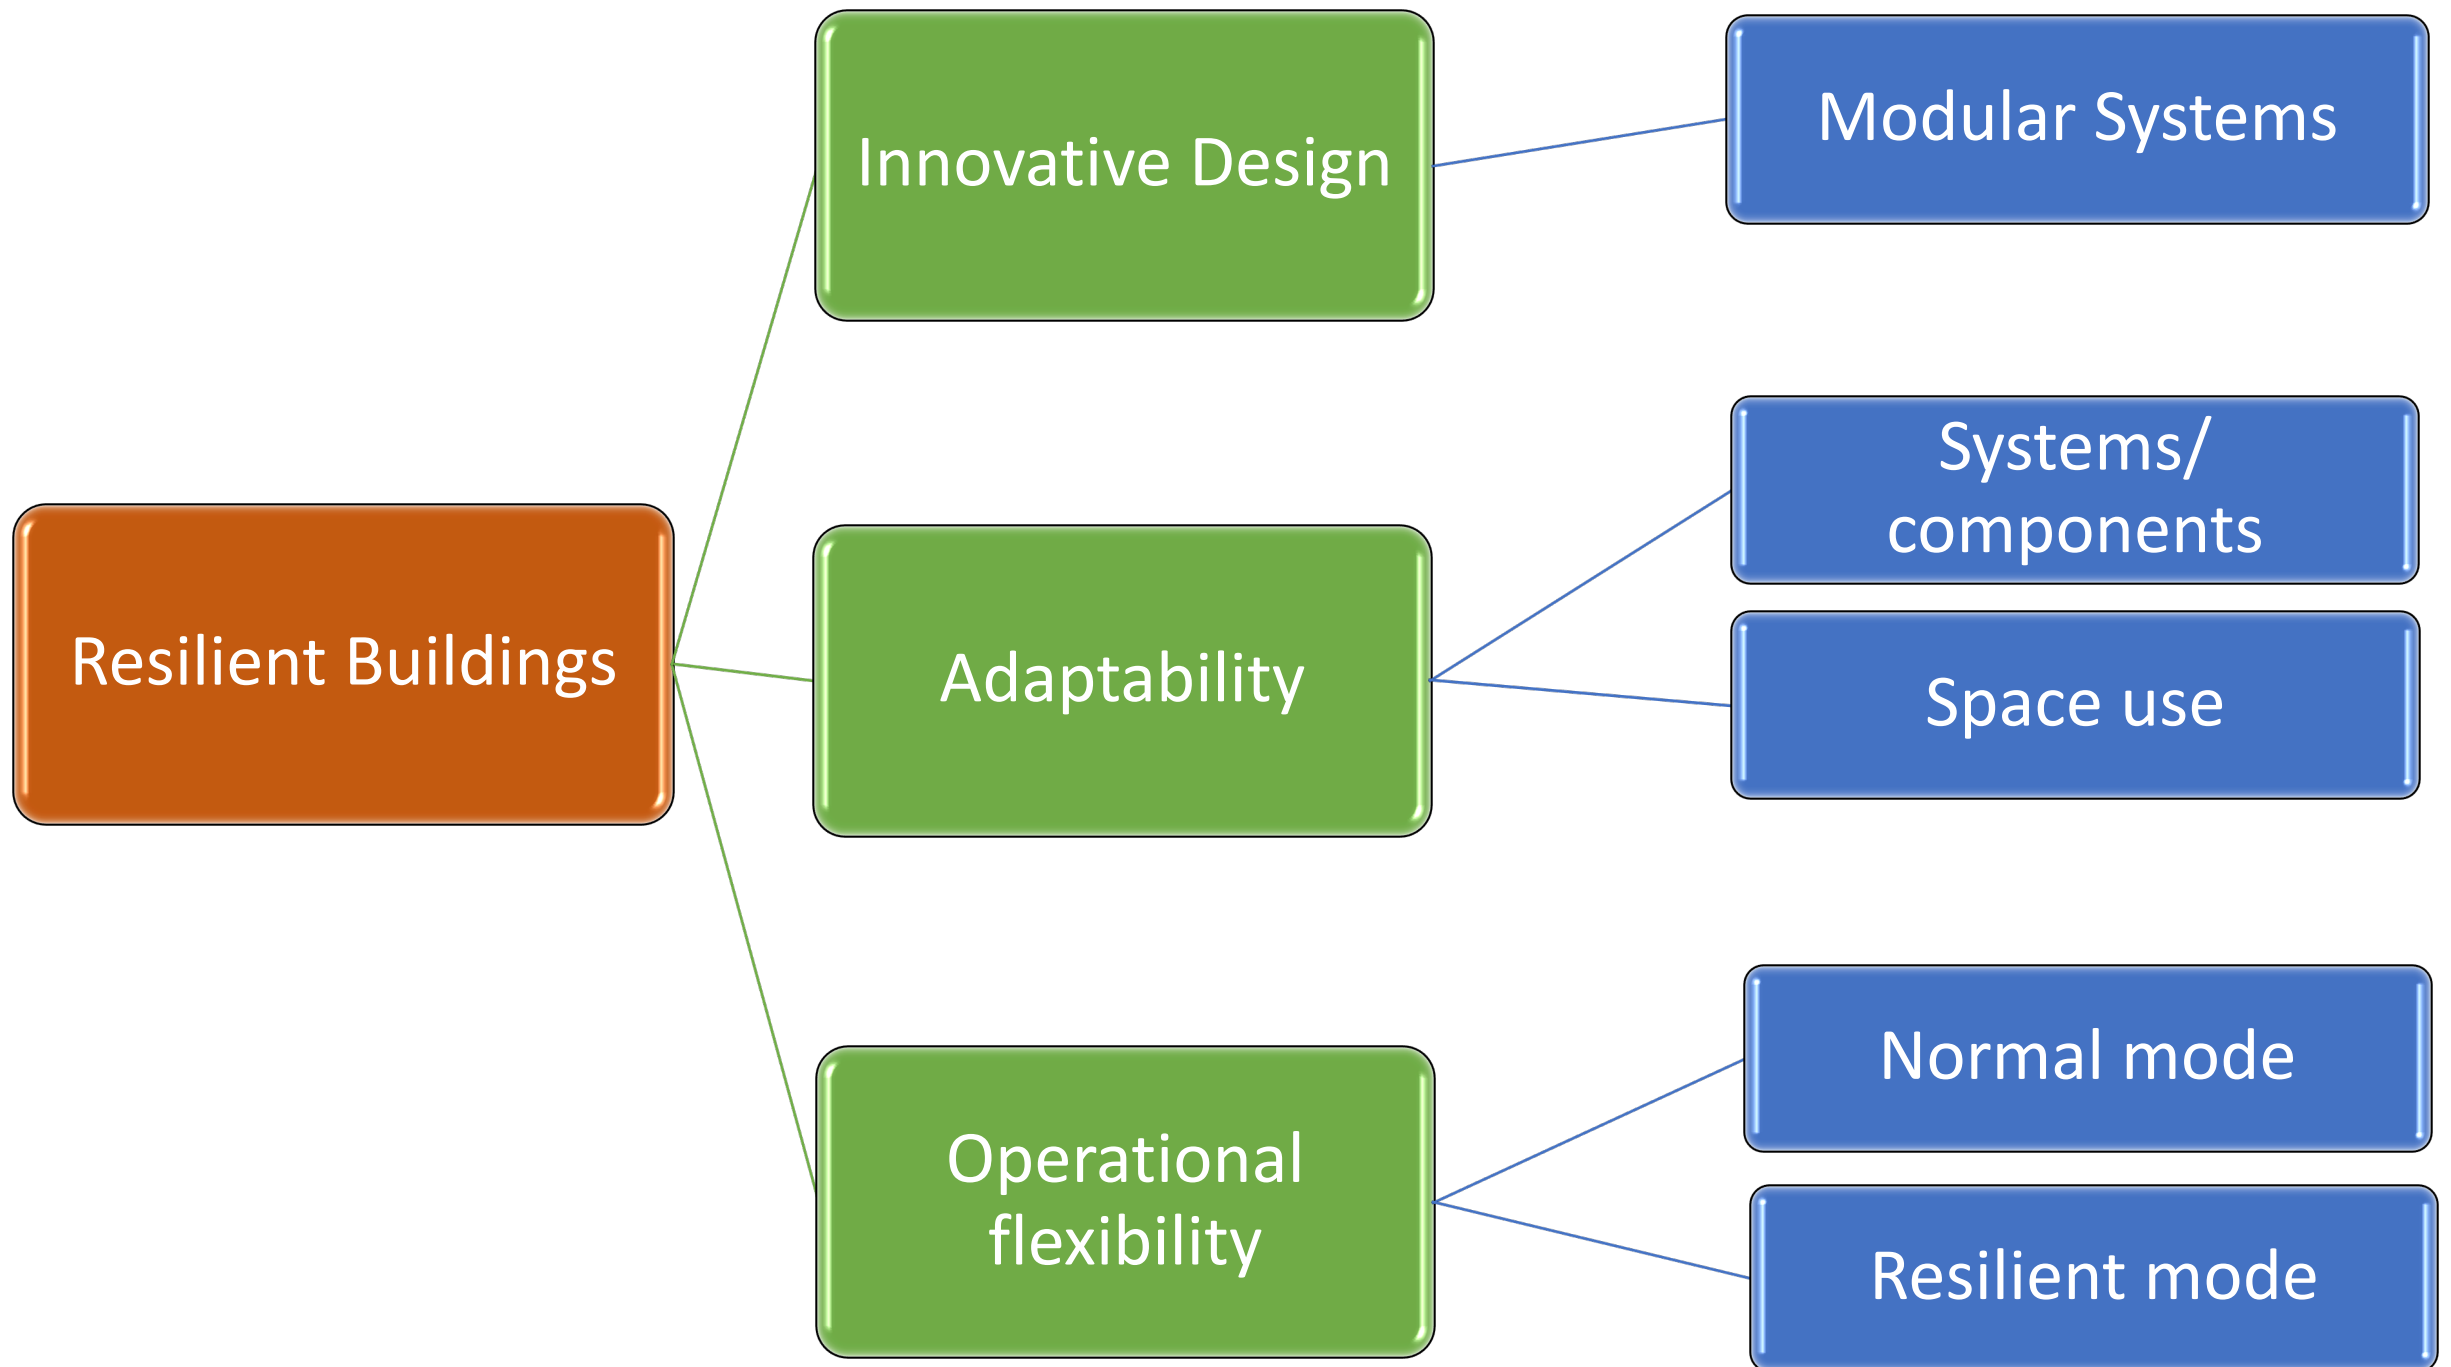 Resilient Buildings
Innovative Design
Modular Systems
Adaptability
Systems/
components
Space use
Operational
flexibility
Normal mode
Resilient mode